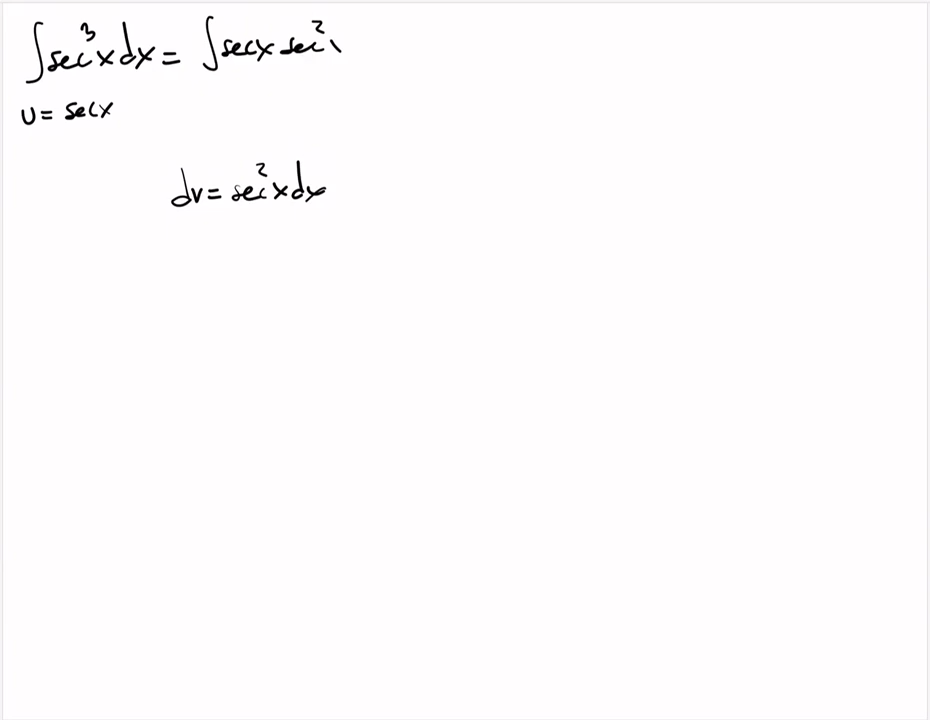 ∫sec³x dx = ∫secx sec²
u = secx
dv = sec²x dx